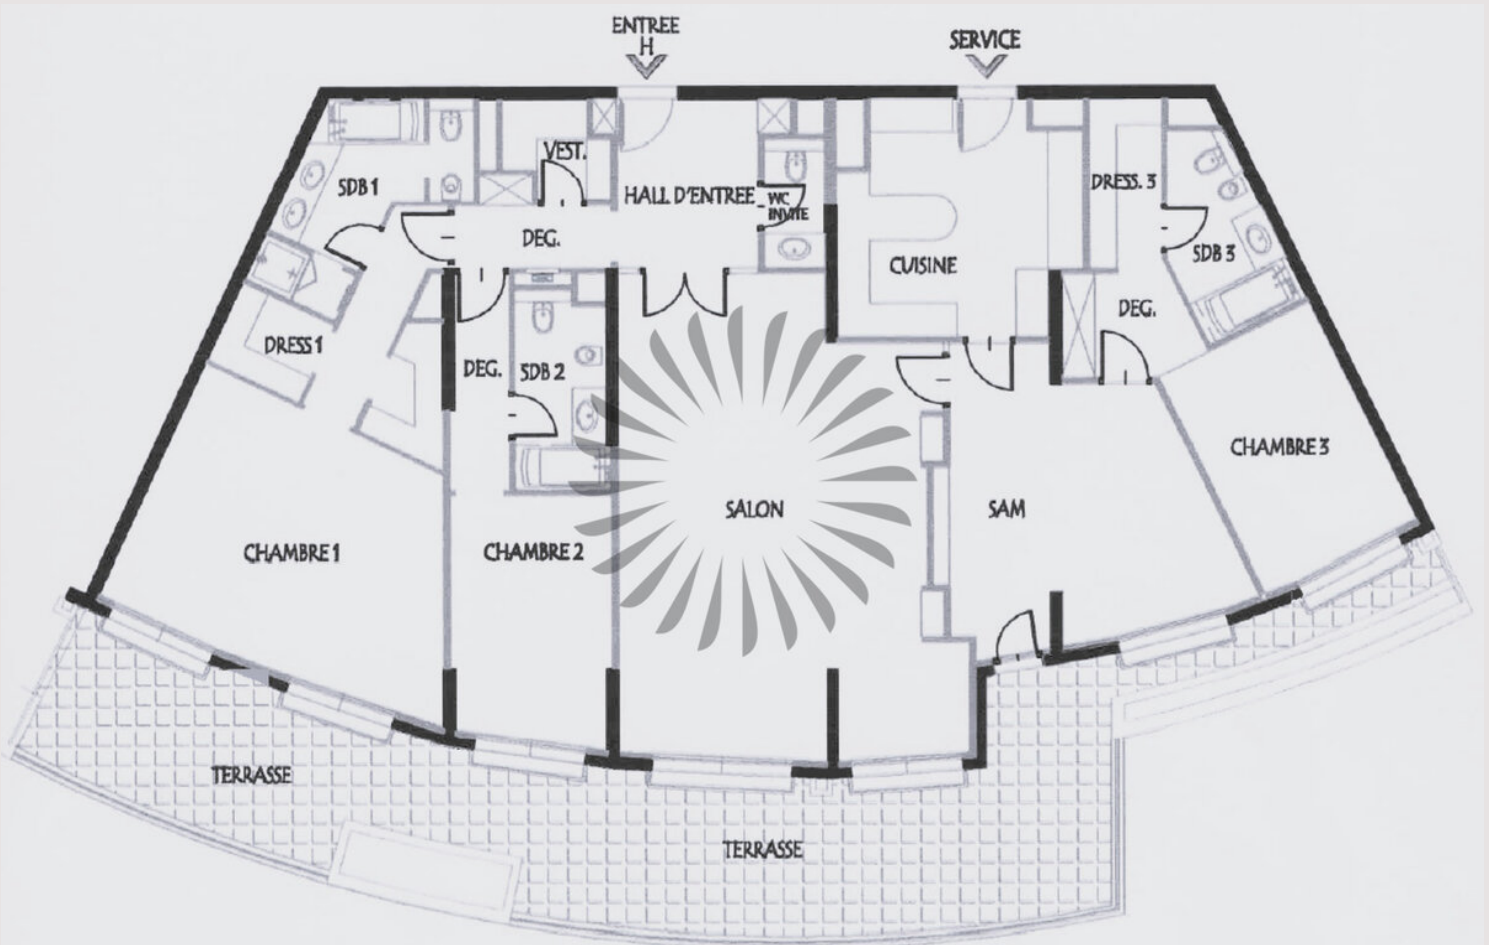 ENTREE
H
SERVICE
VEST.
SDB 1
HALL D'ENTREE
WC
INVITE
DRESS. 3
DEG.
CUISINE
SDB 3
DEG.
DRESS 1
DEG.
SDB 2
CHAMBRE 3
SALON
SAM
CHAMBRE 1
CHAMBRE 2
TERRASSE
TERRASSE